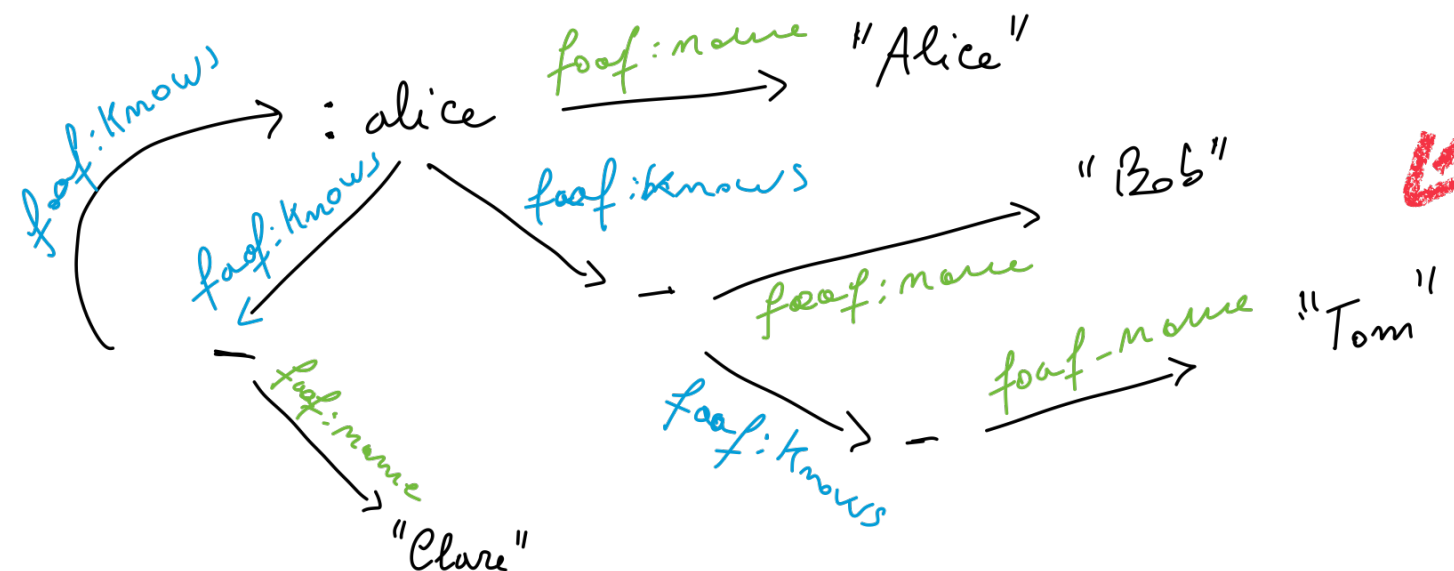 foaf:name "Alice"
foaf:knows :alice
foaf:knows foaf:knows "Bob"
foaf:name
foaf-name "Tom"
foaf:name foaf:knows
"Clare"